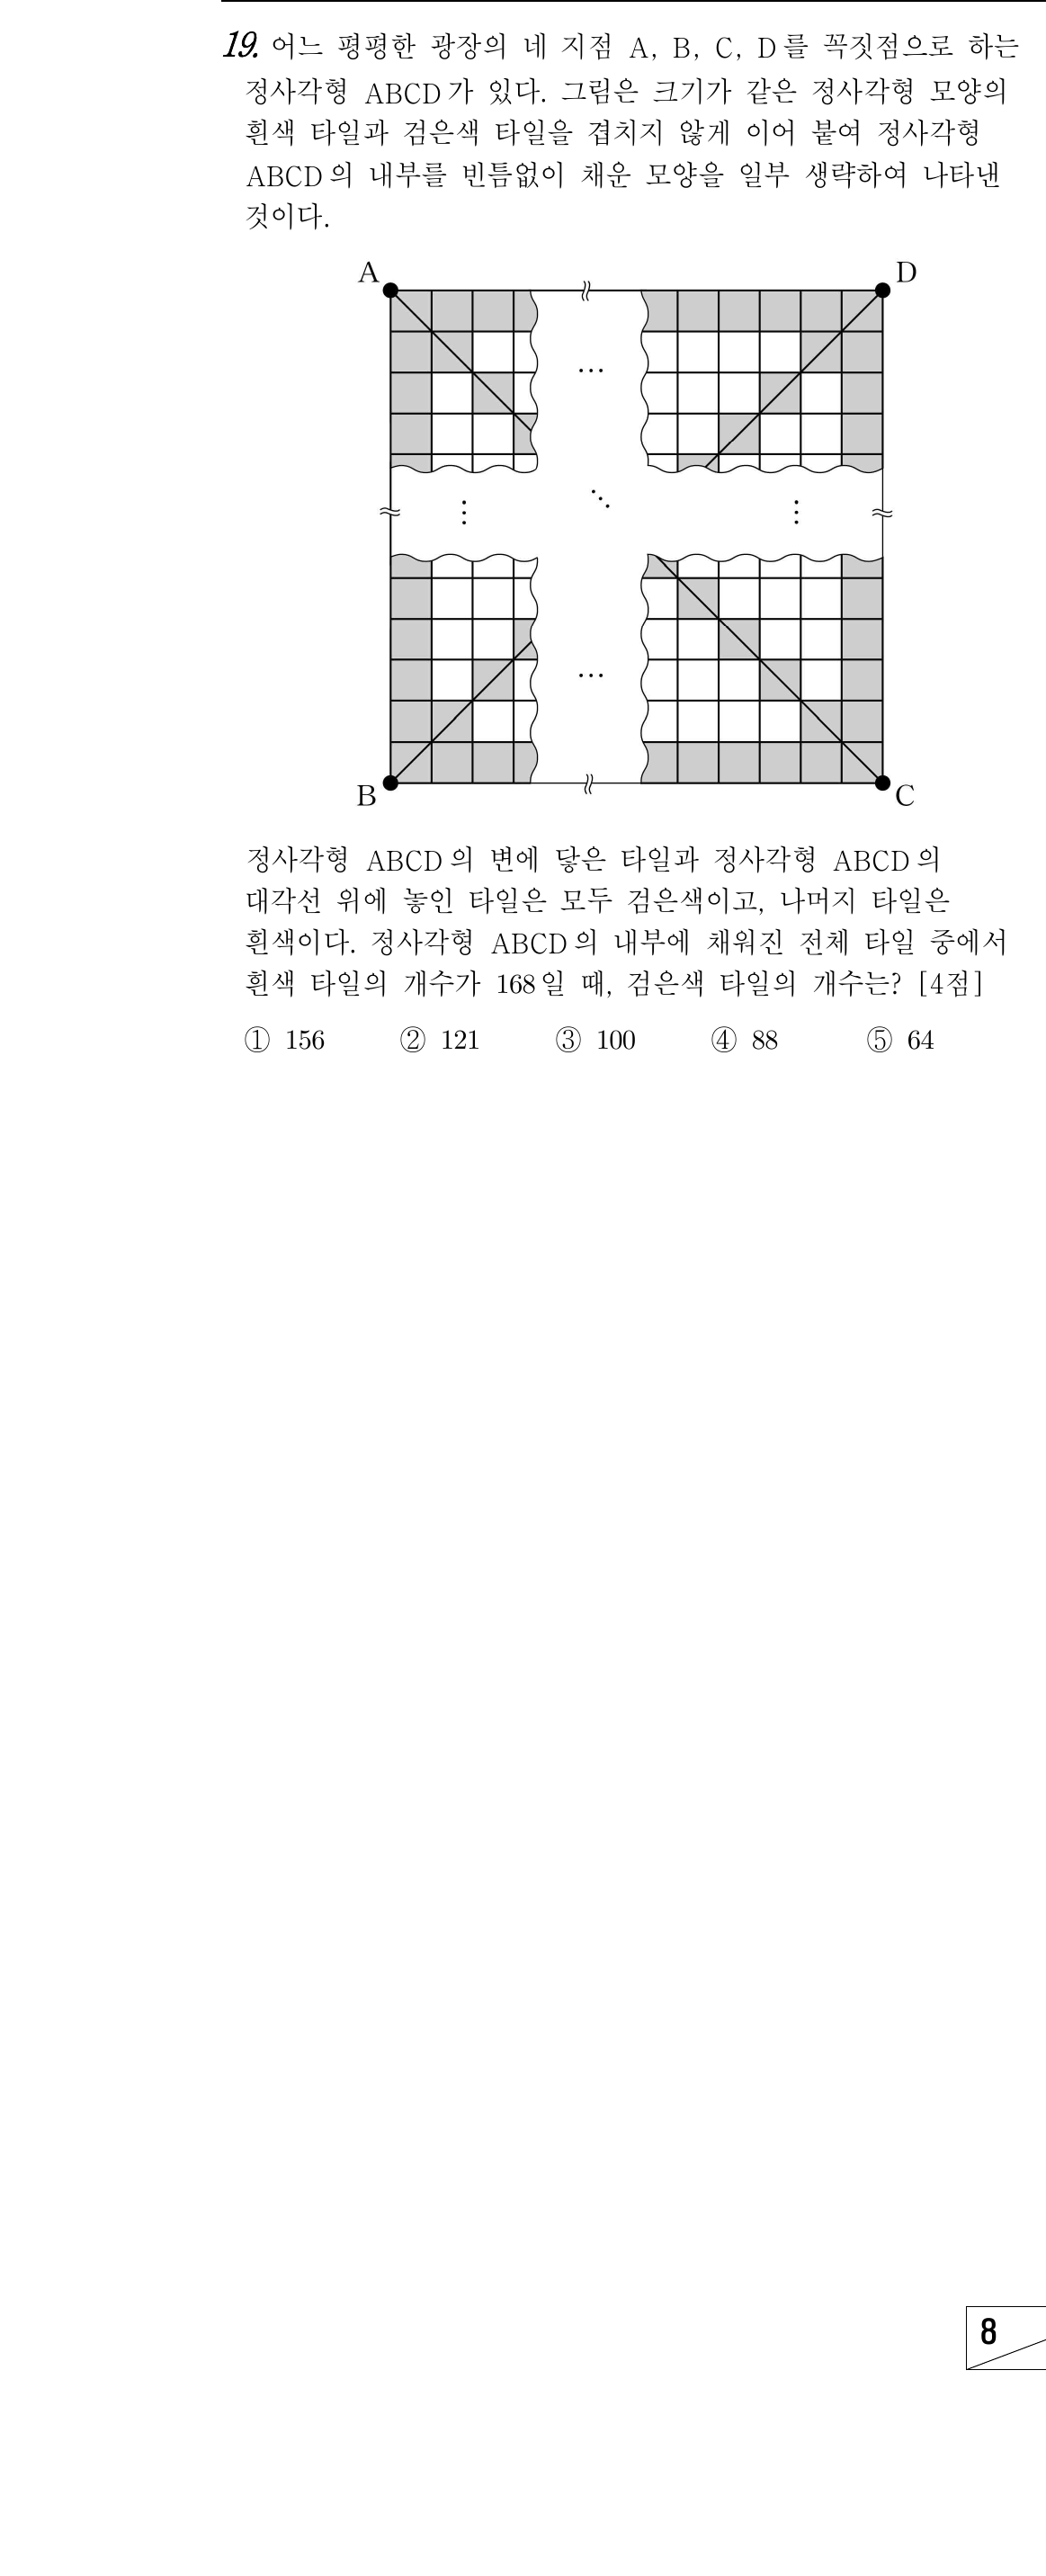 19. 어느 평평한 광장의 네 지점 A, B, C, D를 꼭짓점으로 하는
정사각형 ABCD가 있다. 그림은 크기가 같은 정사각형 모양의
흰색 타일과 검은색 타일을 겹치지 않게 이어 붙여 정사각형
ABCD의 내부를 빈틈없이 채운 모양을 일부 생략하여 나타낸
것이다.
A
D
B
C
정사각형 ABCD의 변에 닿은 타일과 정사각형 ABCD의
대각선 위에 놓인 타일은 모두 검은색이고, 나머지 타일은
흰색이다. 정사각형 ABCD의 내부에 채워진 전체 타일 중에서
흰색 타일의 개수가 168일 때, 검은색 타일의 개수는? [4점]
① 156 ② 121 ③ 100 ④ 88 ⑤ 64
8